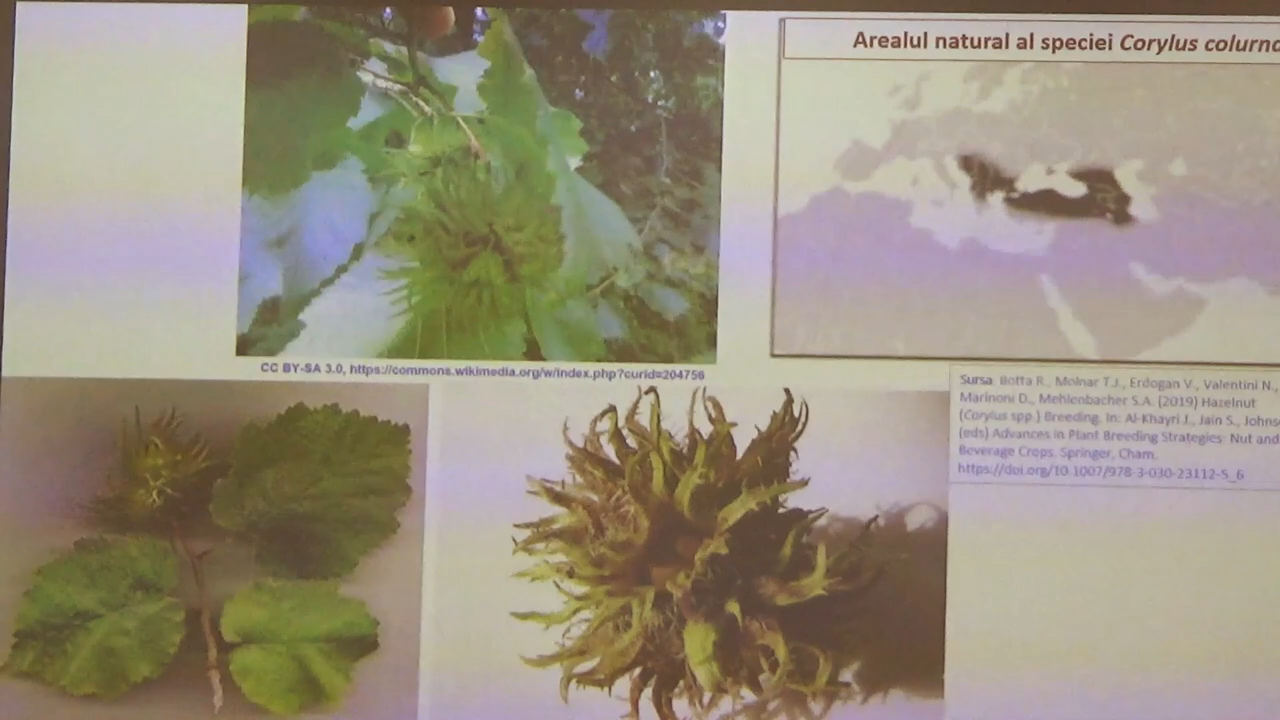 Arealul natural al speciei Corylus colurna
CC BY-SA 3.0, https://commons.wikimedia.org/w/index.php?curid=204756
Sursa: Botta R., Molnar T.J., Erdogan V., Valentini N.,
Marinoni D., Mehlenbacher S.A. (2019) Hazelnut
(Corylus spp.) Breeding. In: Al-Khayri J., Jain S., Johns
(eds) Advances in Plant Breeding Strategies: Nut and
Beverage Crops. Springer, Cham.
https://doi.org/10.1007/978-3-030-23112-5_6